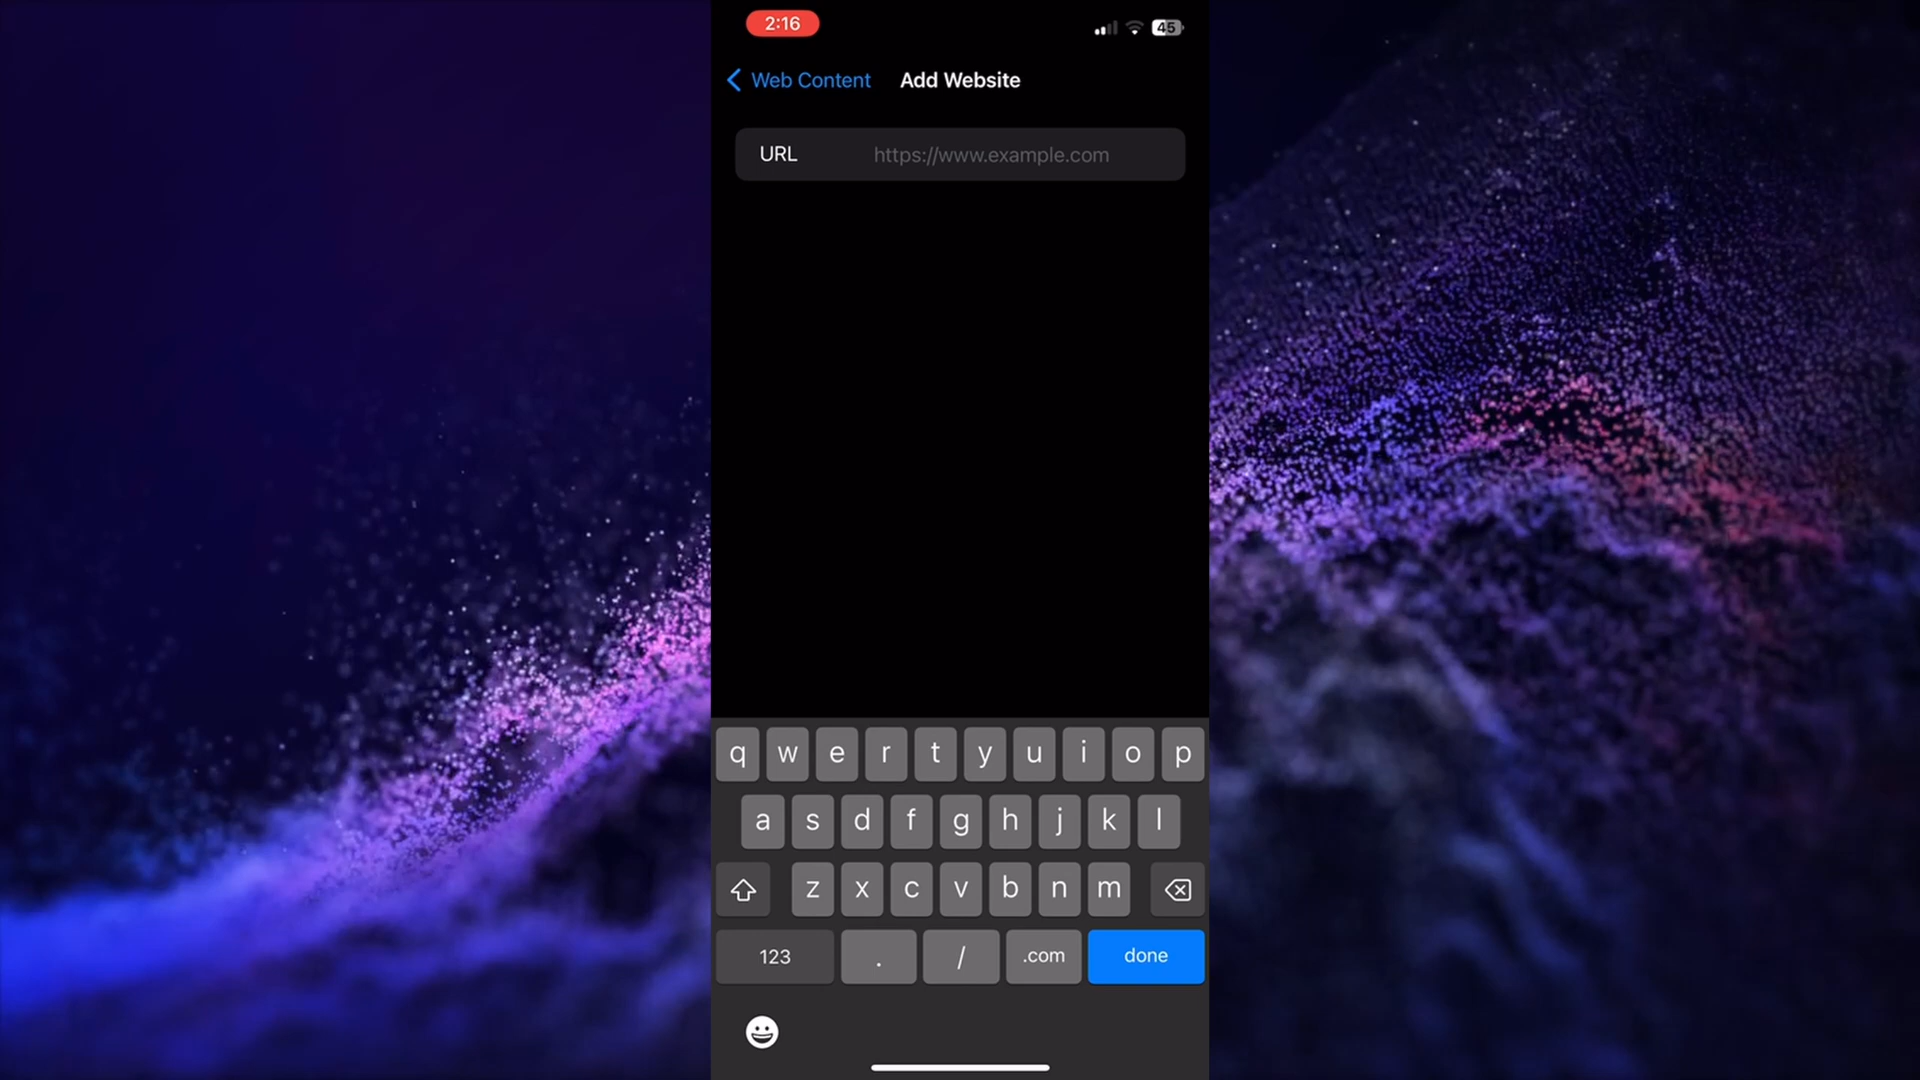 2:16
45
Web Content
Add Website
URL
https://www.example.com
q w e r t y u i o p
a s d f g h j k l
z x c v b n m
123 . / .com done